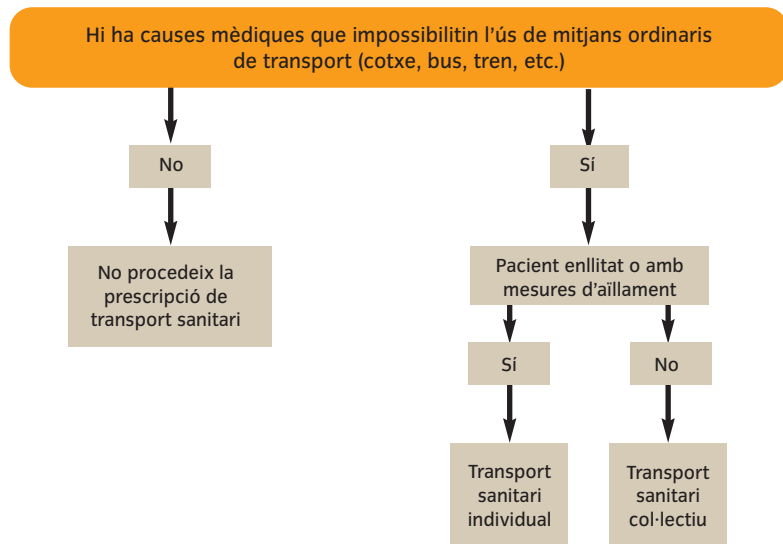 Hi ha causes mèdiques que impossibilitin l'ús de mitjans ordinaris
de transport (cotxe, bus, tren, etc.)
No
Sí
No procedeix la
prescripció de
transport sanitari
Pacient enllitat o amb
mesures d'aïllament
Sí
No
Transport
sanitari
individual
Transport
sanitari
col·lectiu